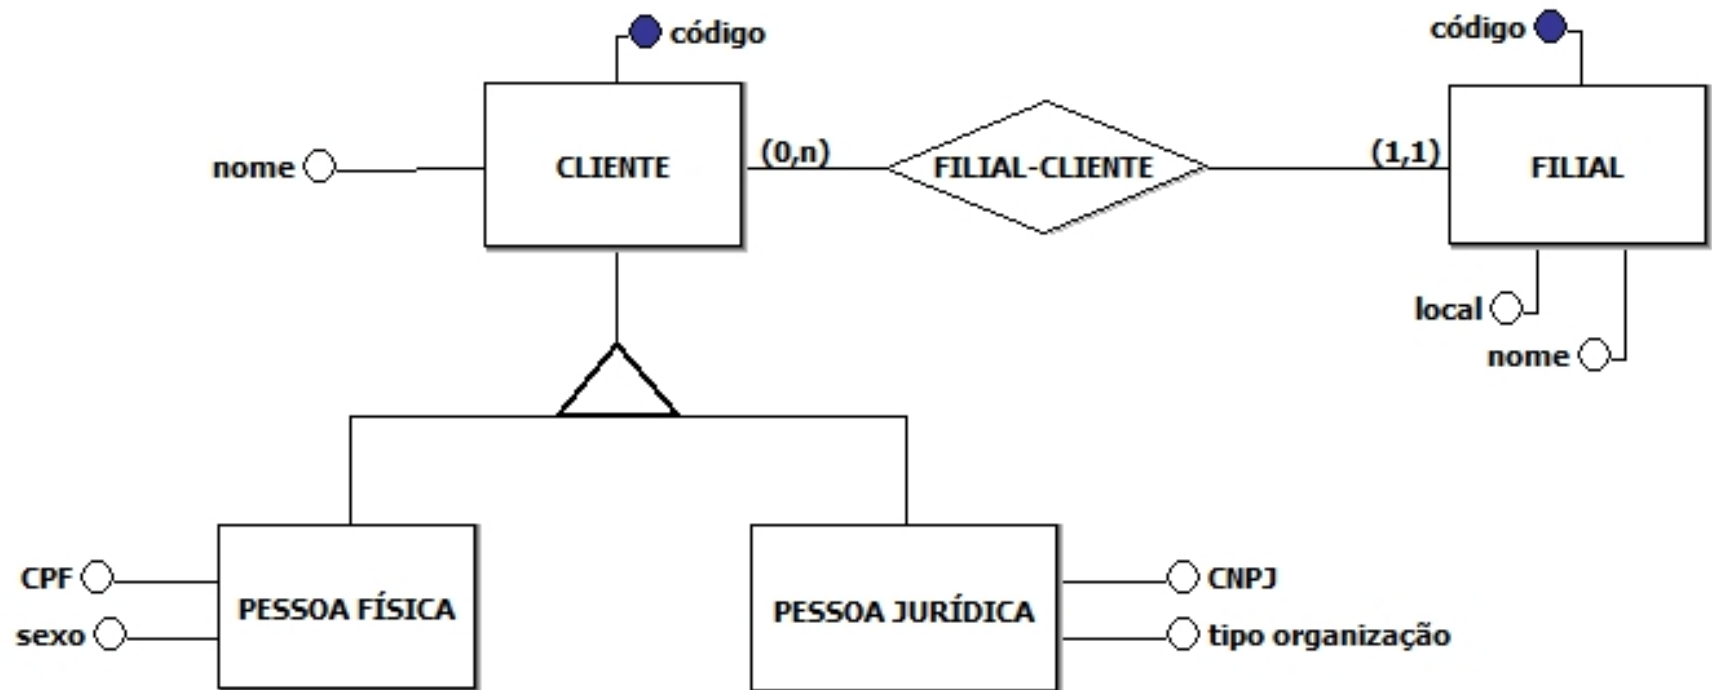 código
código
nome
CLIENTE
(0,n)
FILIAL-CLIENTE
(1,1)
FILIAL
local
nome
CPF
sexo
PESSOA FÍSICA
PESSOA JURÍDICA
CNPJ
tipo organização